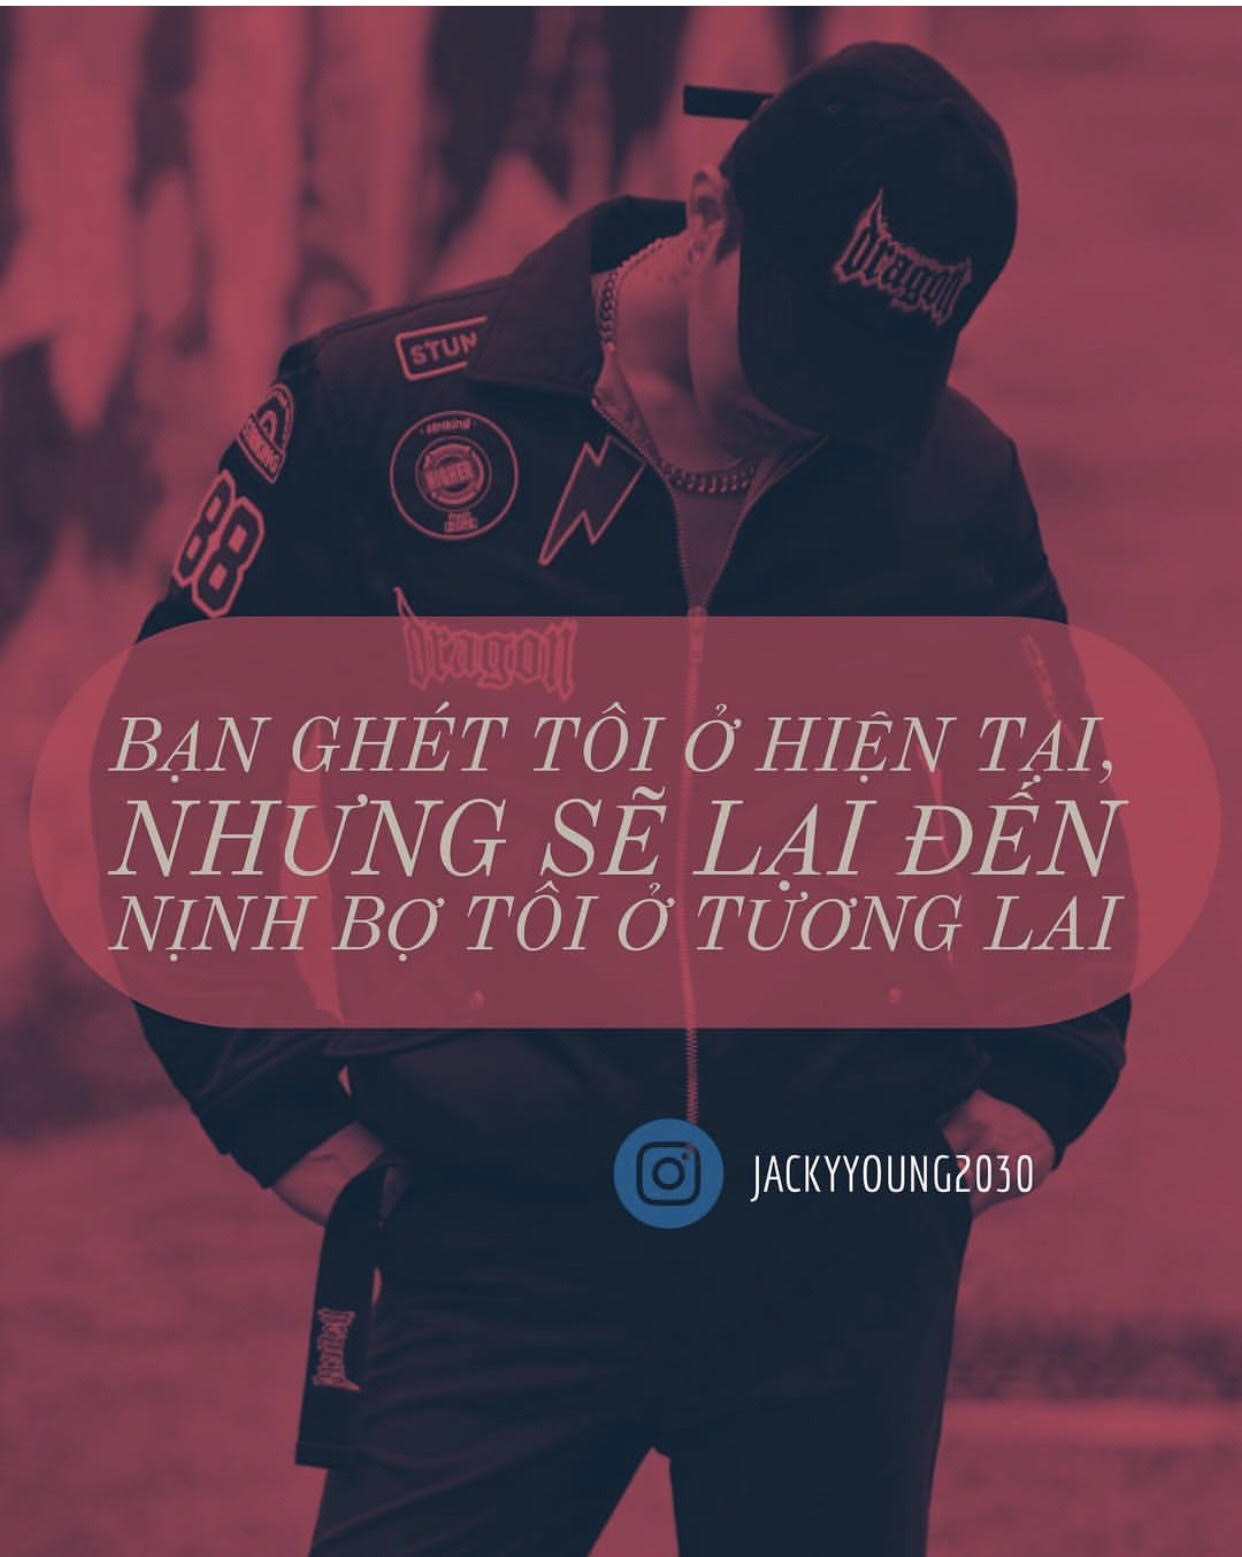 Dragon
STUN
88
Dragon
BẠN GHÉT TÔI Ở HIỆN TẠI,
NHƯNG SẼ LẠI ĐẾN
NỊNH BỢ TÔI Ở TƯƠNG LAI
JACKYYOUNG2030
Dragon